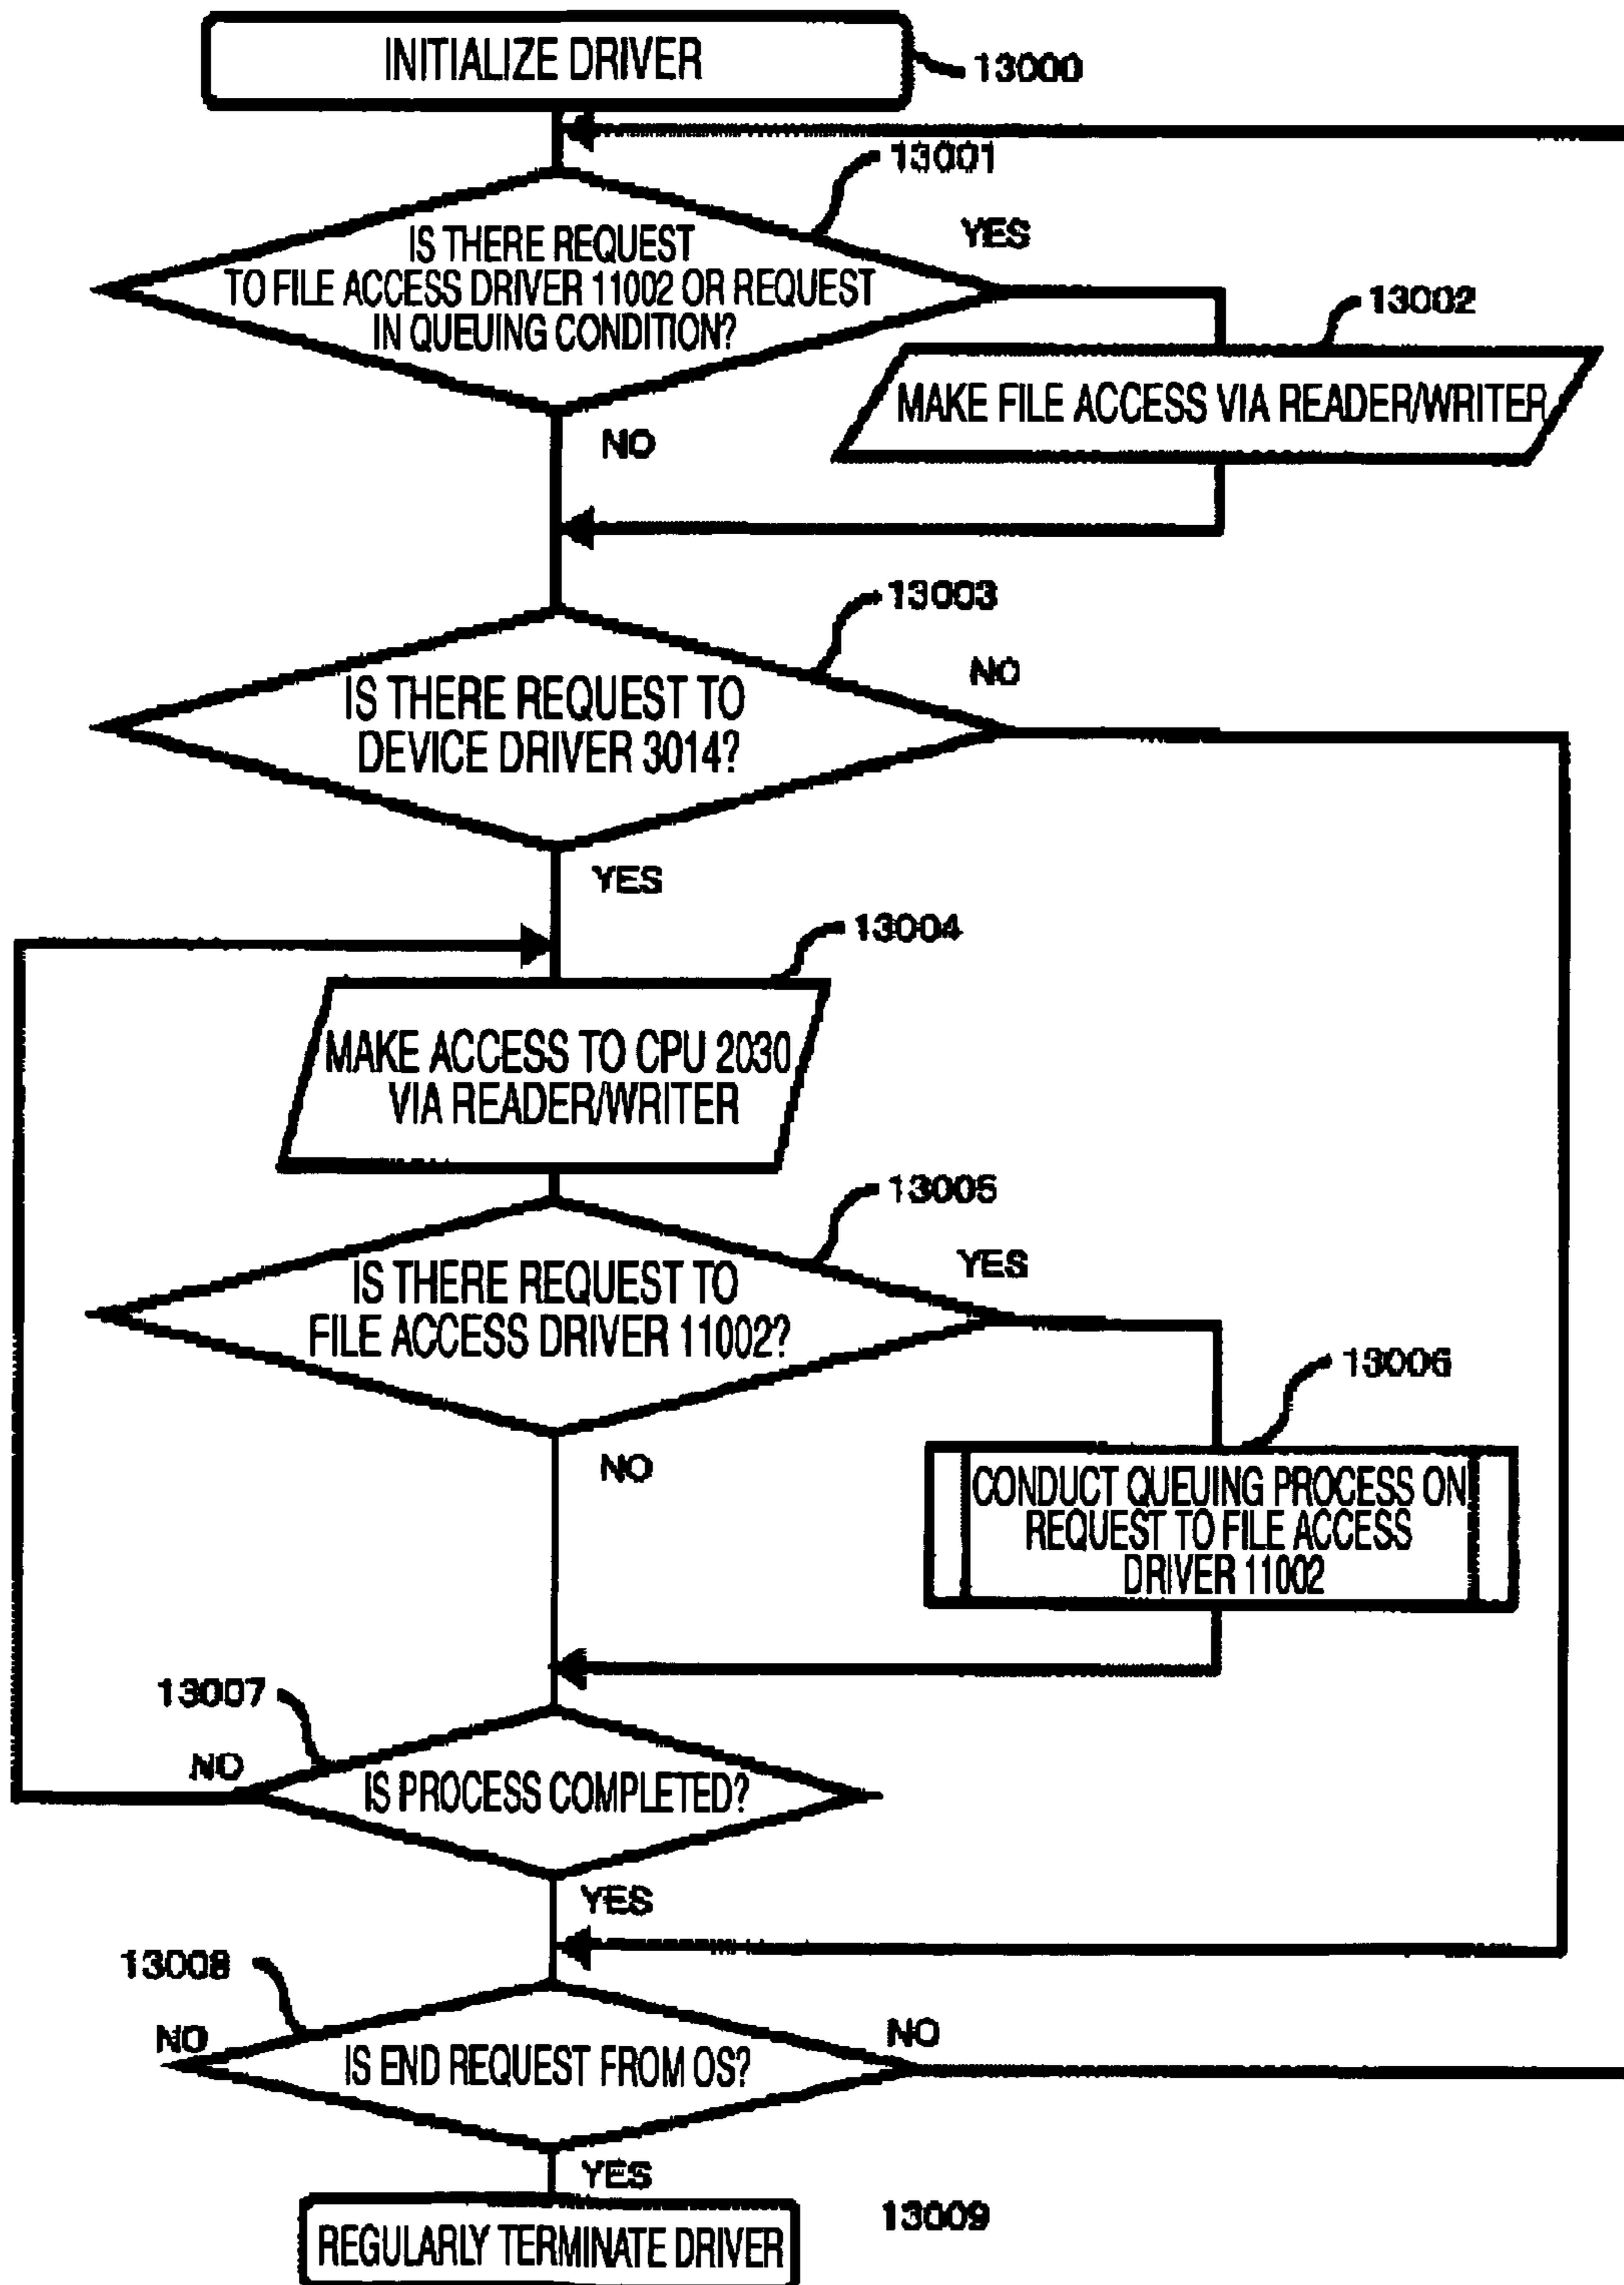 INITIALIZE DRIVER
13000
13001
IS THERE REQUEST
TO FILE ACCESS DRIVER 11002 OR REQUEST
IN QUEUING CONDITION?
YES
13002
MAKE FILE ACCESS VIA READER/WRITER
NO
13003
NO
IS THERE REQUEST TO
DEVICE DRIVER 3014?
YES
13004
MAKE ACCESS TO CPU 2030
VIA READER/WRITER
13005
YES
IS THERE REQUEST TO
FILE ACCESS DRIVER 11002?
13006
NO
CONDUCT QUEUING PROCESS ON
REQUEST TO FILE ACCESS
DRIVER 11002
13007
NO
IS PROCESS COMPLETED?
YES
13008
NO
NO
IS END REQUEST FROM OS?
YES
13009
REGULARLY TERMINATE DRIVER